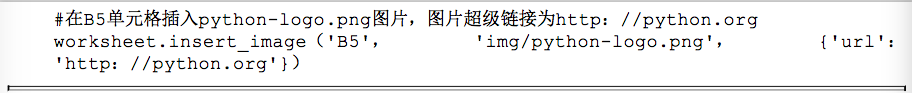 #在B5单元格插入python-logo.png图片，图片超级链接为http：//python.org
worksheet.insert_image（'B5'， 'img/python-logo.png'， {'url'：
'http：//python.org'}）